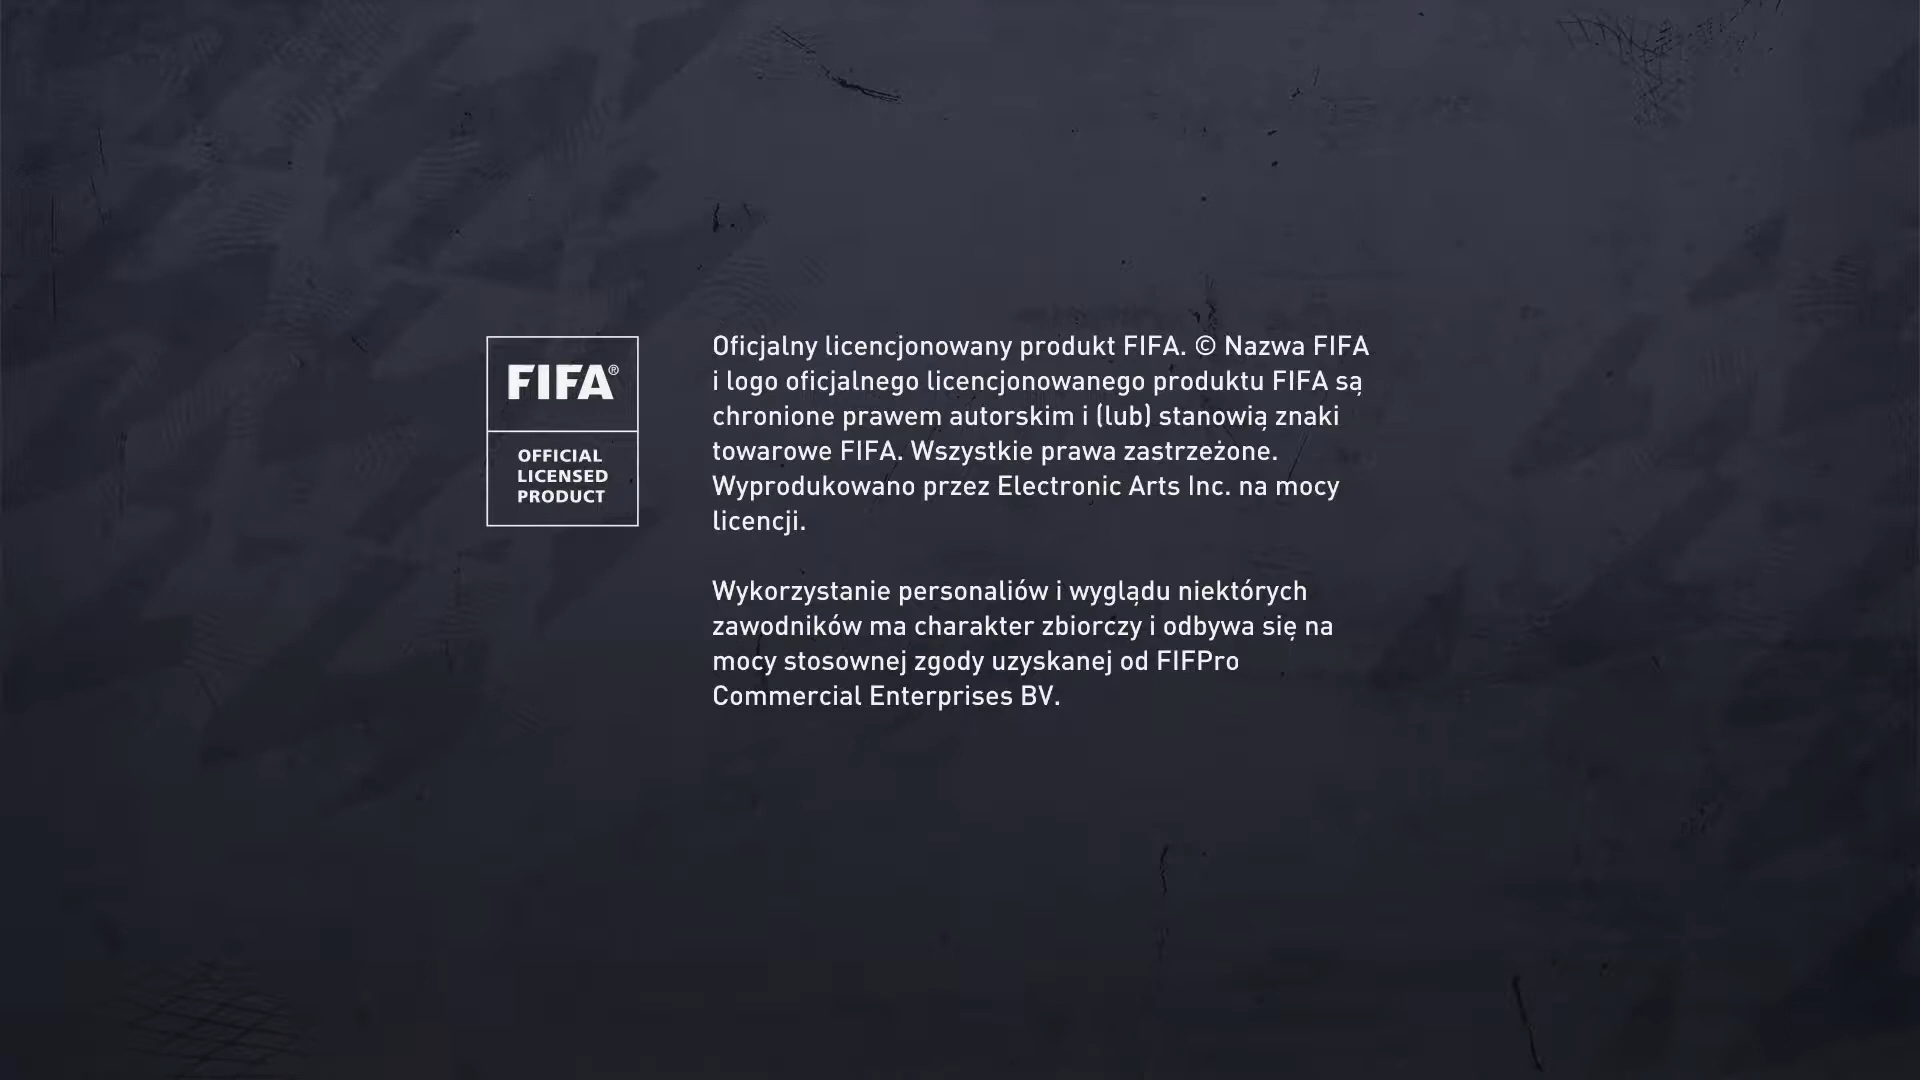 FIFA®
OFFICIAL
LICENSED
PRODUCT
Oficjalny licencjonowany produkt FIFA. © Nazwa FIFA
i logo oficjalnego licencjonowanego produktu FIFA są
chronione prawem autorskim i (lub) stanowią znaki
towarowe FIFA. Wszystkie prawa zastrzeżone.
Wyprodukowano przez Electronic Arts Inc. na mocy
licencji.
Wykorzystanie personaliów i wyglądu niektórych
zawodników ma charakter zbiorczy i odbywa się na
mocy stosownej zgody uzyskanej od FIFPro
Commercial Enterprises BV.